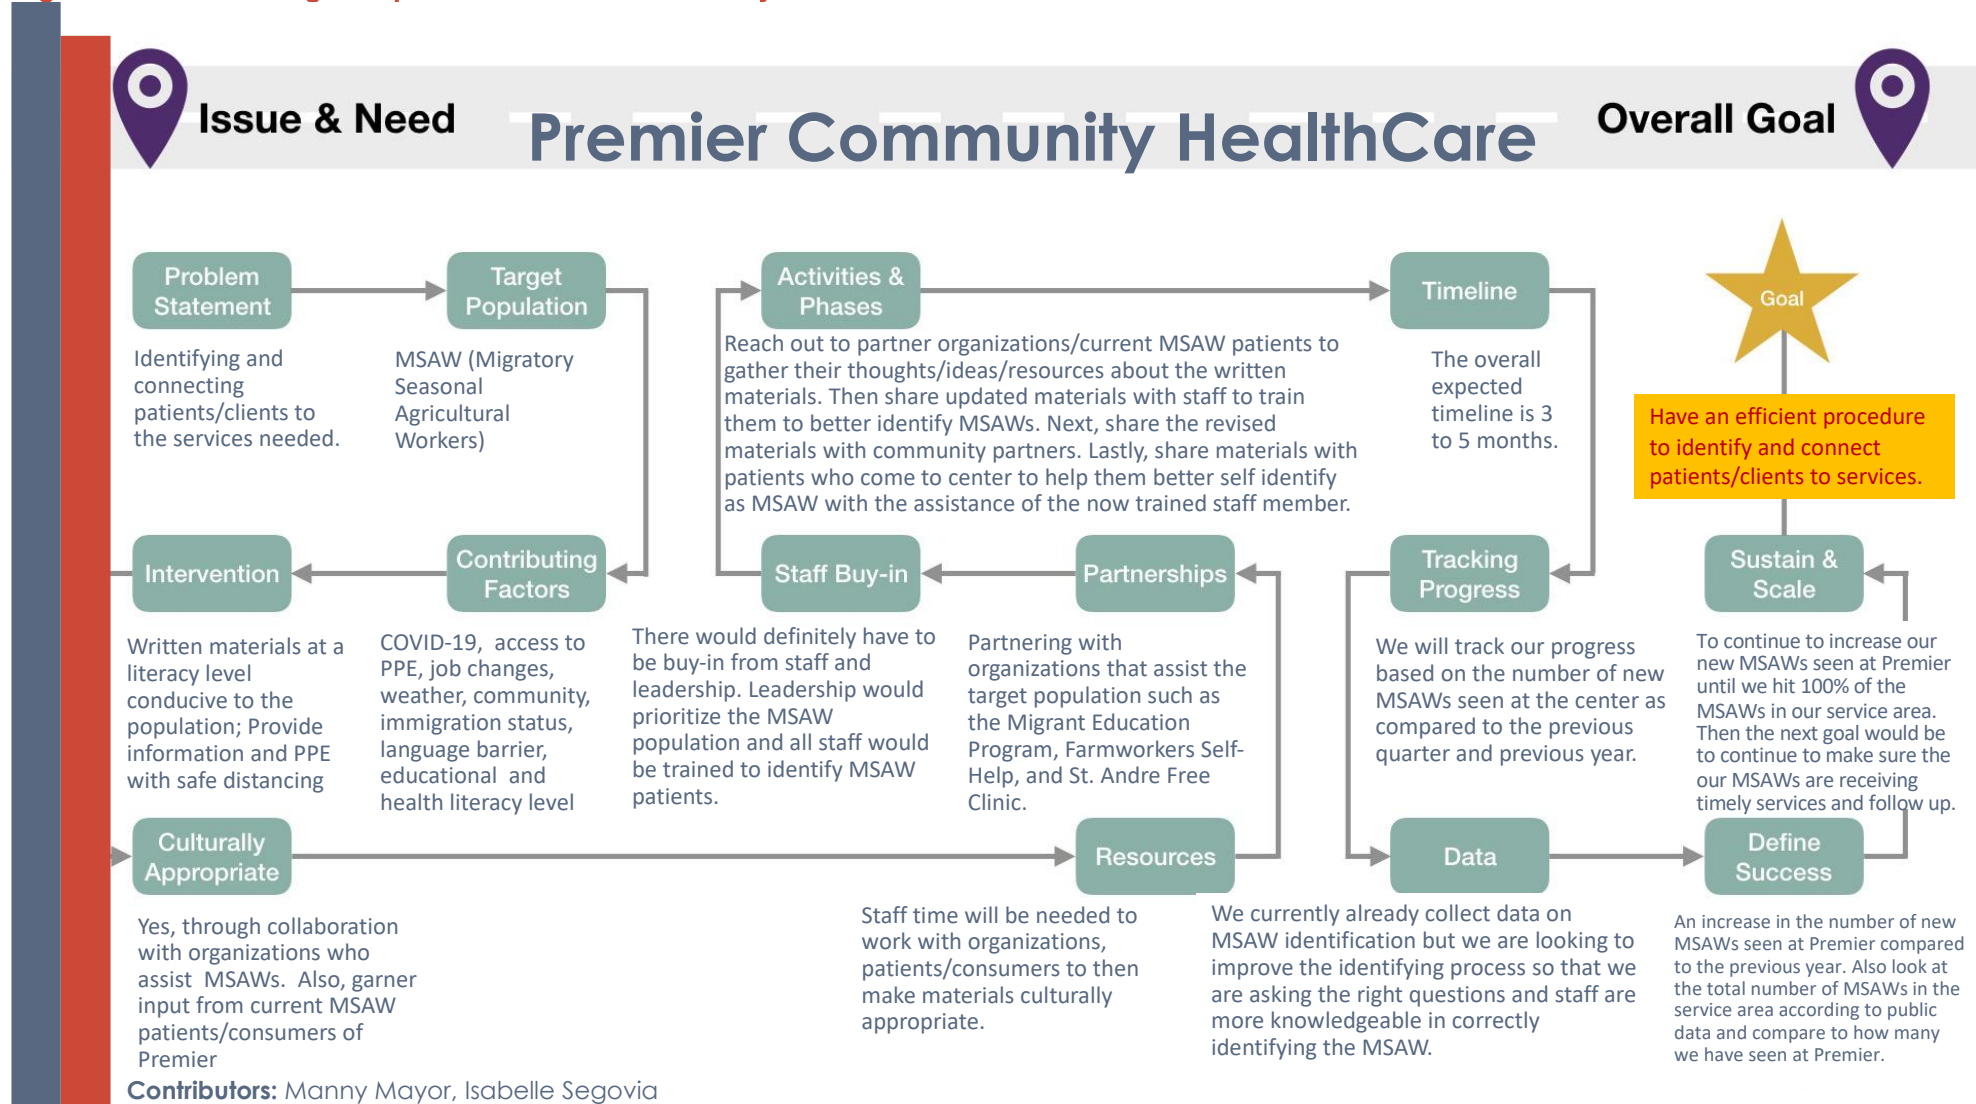 Issue & Need
Premier Community HealthCare
Overall Goal
Problem
Statement
Identifying and
connecting
patients/clients to
the services needed.
Target
Population
MSAW (Migratory
Seasonal
Agricultural
Workers)
Contributing
Factors
COVID-19, access to
PPE, job changes,
weather, community,
immigration status,
language barrier,
educational and
health literacy level
Intervention
Written materials at a
literacy level
conducive to the
population; Provide
information and PPE
with safe distancing
Culturally
Appropriate
Yes, through collaboration
with organizations who
assist MSAWs. Also, garner
input from current MSAW
patients/consumers of
Premier
Resources
Staff time will be needed to
work with organizations,
patients/consumers to then
make materials culturally
appropriate.
Partnerships
Partnering with
organizations that assist the
target population such as
the Migrant Education
Program, Farmworkers Self-
Help, and St. Andre Free
Clinic.
Staff Buy-in
There would definitely have to
be buy-in from staff and
leadership. Leadership would
prioritize the MSAW
population and all staff would
be trained to identify MSAW
patients.
Activities &
Phases
Reach out to partner organizations/current MSAW patients to
gather their thoughts/ideas/resources about the written
materials. Then share updated materials with staff to train
them to better identify MSAWs. Next, share the revised
materials with community partners. Lastly, share materials with
patients who come to center to help them better self identify
as MSAW with the assistance of the now trained staff member.
Timeline
The overall
expected
timeline is 3
to 5 months.
Tracking
Progress
We will track our progress
based on the number of new
MSAWs seen at the center as
compared to the previous
quarter and previous year.
Data
We currently already collect data on
MSAW identification but we are looking to
improve the identifying process so that we
are asking the right questions and staff are
more knowledgeable in correctly
identifying the MSAW.
Define
Success
An increase in the number of new
MSAWs seen at Premier compared
to the previous year. Also look at
the total number of MSAWs in the
service area according to public
data and compare to how many
we have seen at Premier.
Sustain &
Scale
To continue to increase our
new MSAWs seen at Premier
until we hit 100% of the
MSAWs in our service area.
Then the next goal would be
to continue to make sure the
our MSAWs are receiving
timely services and follow up.
Goal
Have an efficient procedure
to identify and connect
patients/clients to services.
Contributors: Manny Mayor, Isabelle Segovia